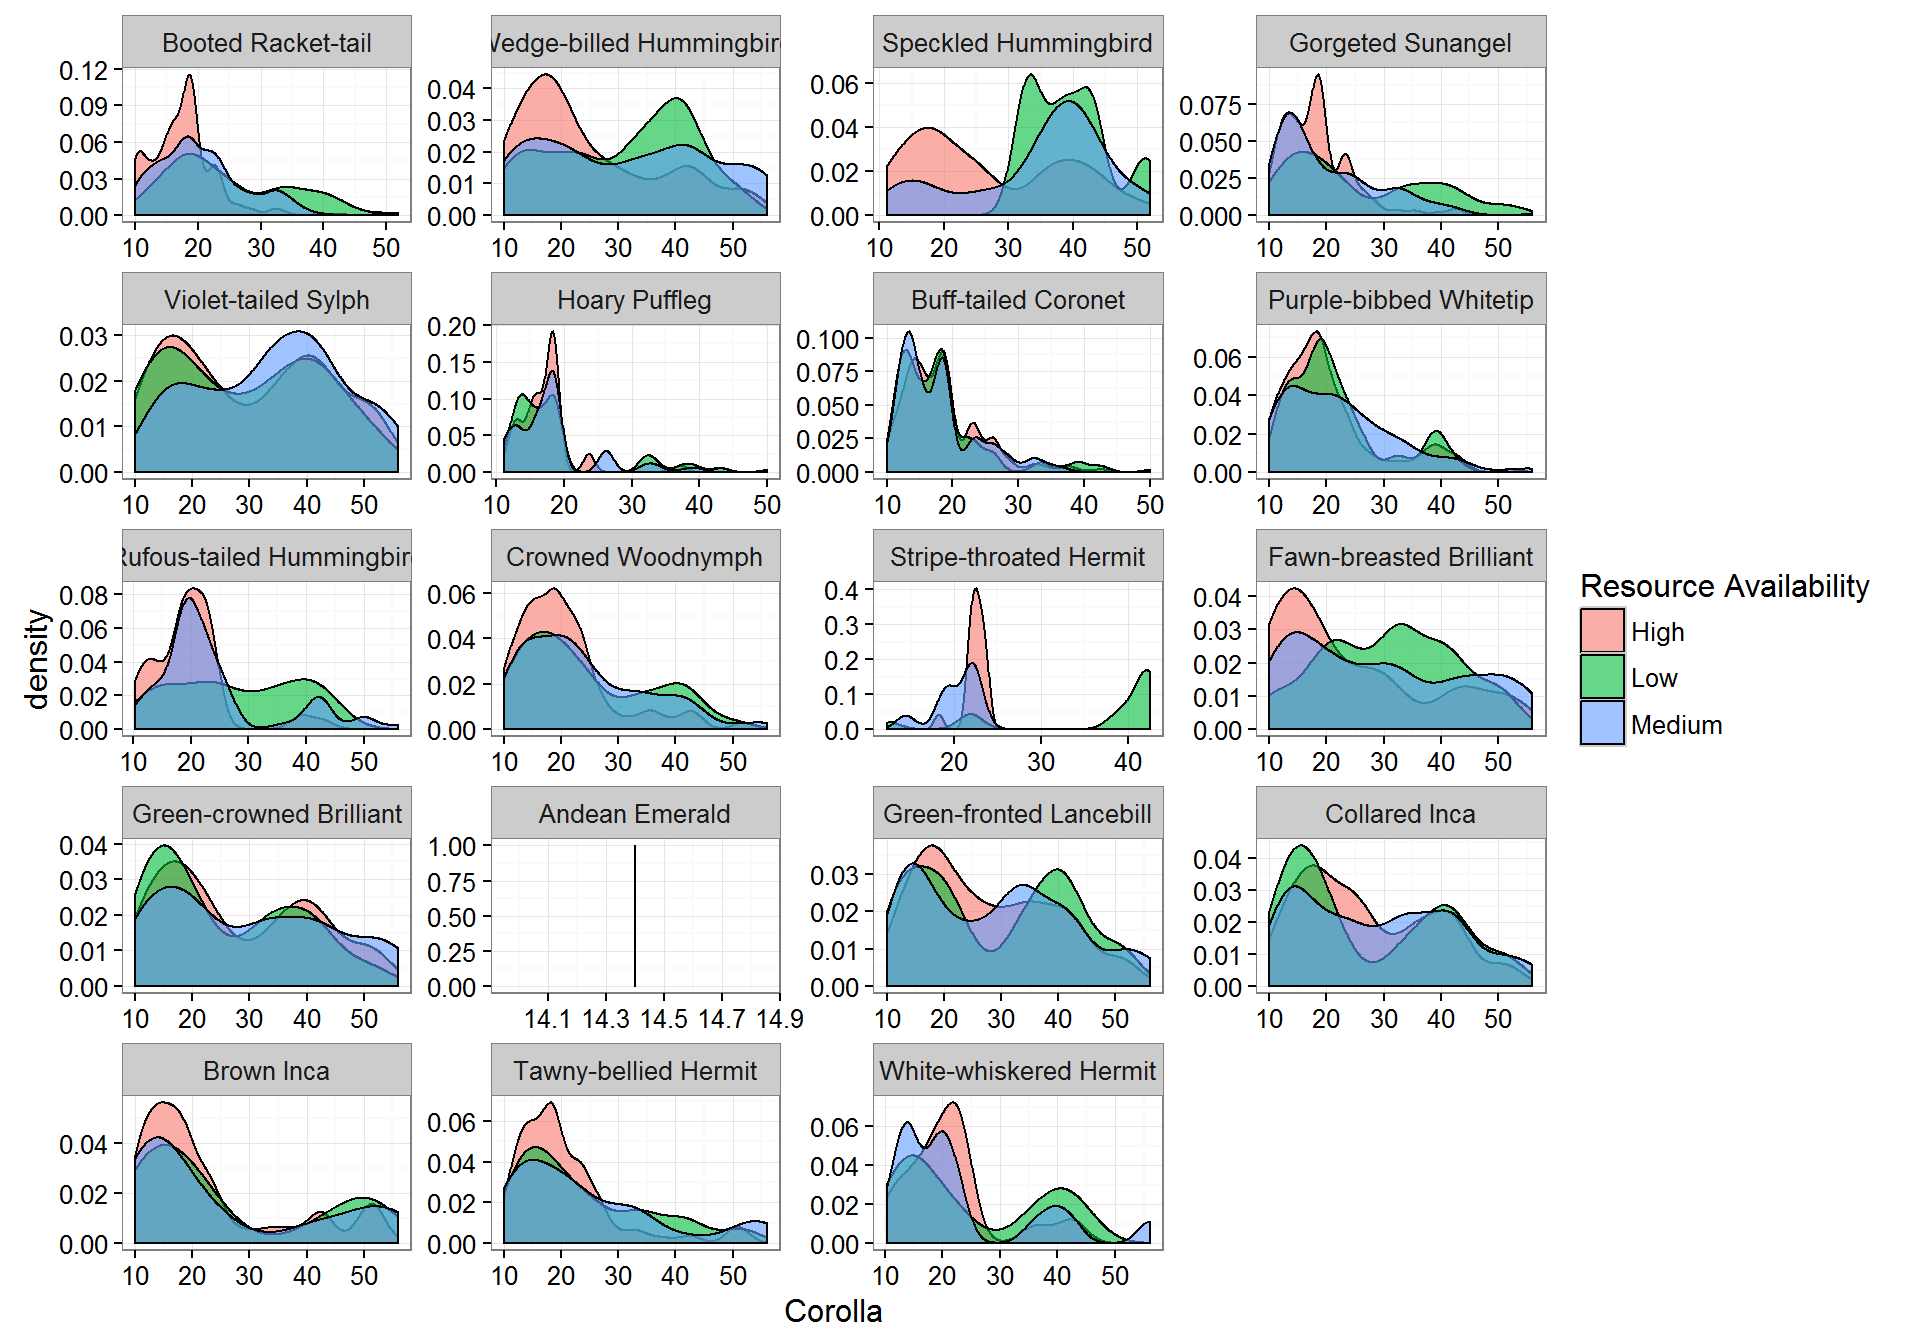 Booted Racket-tail
Wedge-billed Hummingbird
Speckled Hummingbird
Gorgeted Sunangel
0.12
0.09
0.06
0.03
0.00
10 20 30 40 50
0.04
0.03
0.02
0.01
0.00
10 20 30 40 50
0.06
0.04
0.02
0.00
10 20 30 40 50
0.075
0.050
0.025
0.000
10 20 30 40 50
Violet-tailed Sylph
Hoary Puffleg
Buff-tailed Coronet
Purple-bibbed Whitetip
0.03
0.02
0.01
0.00
10 20 30 40 50
0.20
0.15
0.10
0.05
0.00
10 20 30 40 50
0.100
0.075
0.050
0.025
0.000
10 20 30 40 50
0.06
0.04
0.02
0.00
10 20 30 40 50
Rufous-tailed Hummingbird
Crowned Woodnymph
Stripe-throated Hermit
Fawn-breasted Brilliant
0.08
0.06
0.04
0.02
0.00
10 20 30 40 50
0.06
0.04
0.02
0.00
10 20 30 40 50
0.4
0.3
0.2
0.1
0.0
20 30 40
0.04
0.03
0.02
0.01
0.00
10 20 30 40 50
Green-crowned Brilliant
Andean Emerald
Green-fronted Lancebill
Collared Inca
0.04
0.03
0.02
0.01
0.00
10 20 30 40 50
1.00
0.75
0.50
0.25
0.00
14.1 14.3 14.5 14.7 14.9
0.03
0.02
0.01
0.00
10 20 30 40 50
0.04
0.03
0.02
0.01
0.00
10 20 30 40 50
Brown Inca
Tawny-bellied Hermit
White-whiskered Hermit
0.04
0.02
0.00
10 20 30 40 50
0.06
0.04
0.02
0.00
10 20 30 40 50
0.06
0.04
0.02
0.00
10 20 30 40 50
density
Corolla
Resource Availability
High
Low
Medium